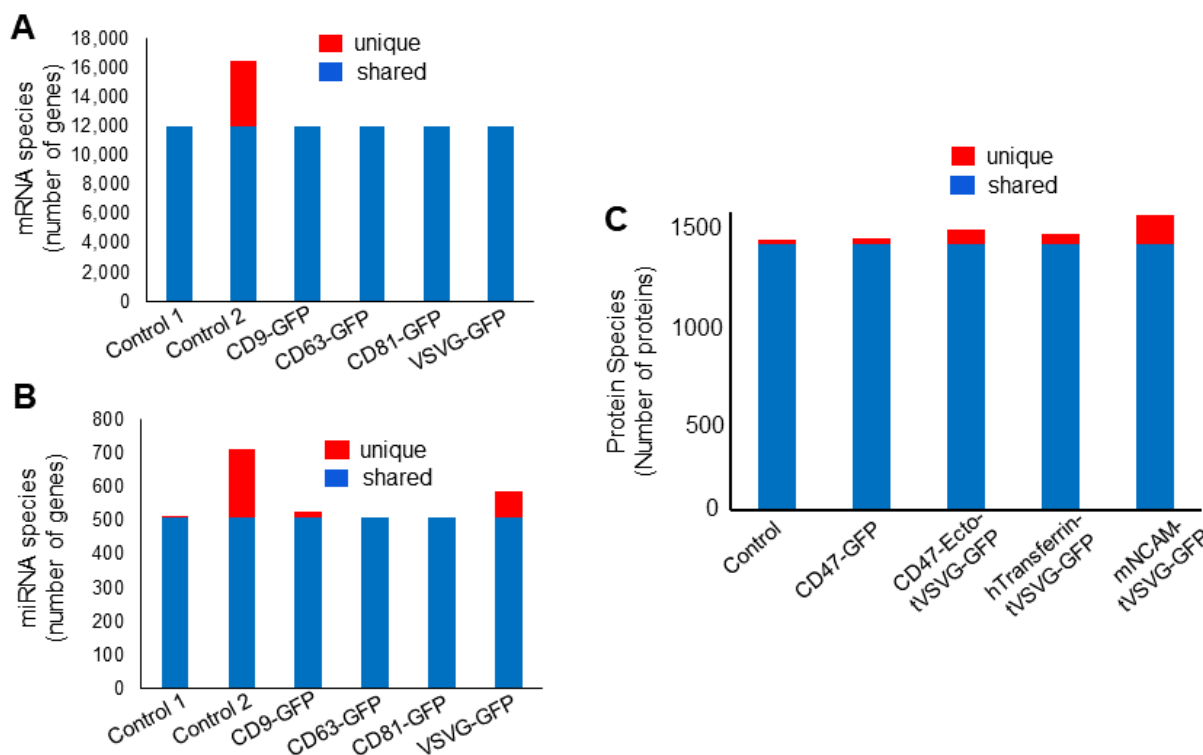 A
mRNA species
(number of genes)
18,000
16,000
14,000
12,000
10,000
8,000
6,000
4,000
2,000
0
unique
shared
Control 1
Control 2
CD9-GFP
CD63-GFP
CD81-GFP
VSVG-GFP
B
miRNA species
(number of genes)
800
700
600
500
400
300
200
100
0
unique
shared
Control 1
Control 2
CD9-GFP
CD63-GFP
CD81-GFP
VSVG-GFP
C
Protein Species
(Number of proteins)
1500
1000
500
0
unique
shared
Control
CD47-GFP
CD47-Ecto-
tVSVG-GFP
hTransferrin-
tVSVG-GFP
mNCAM-
tVSVG-GFP